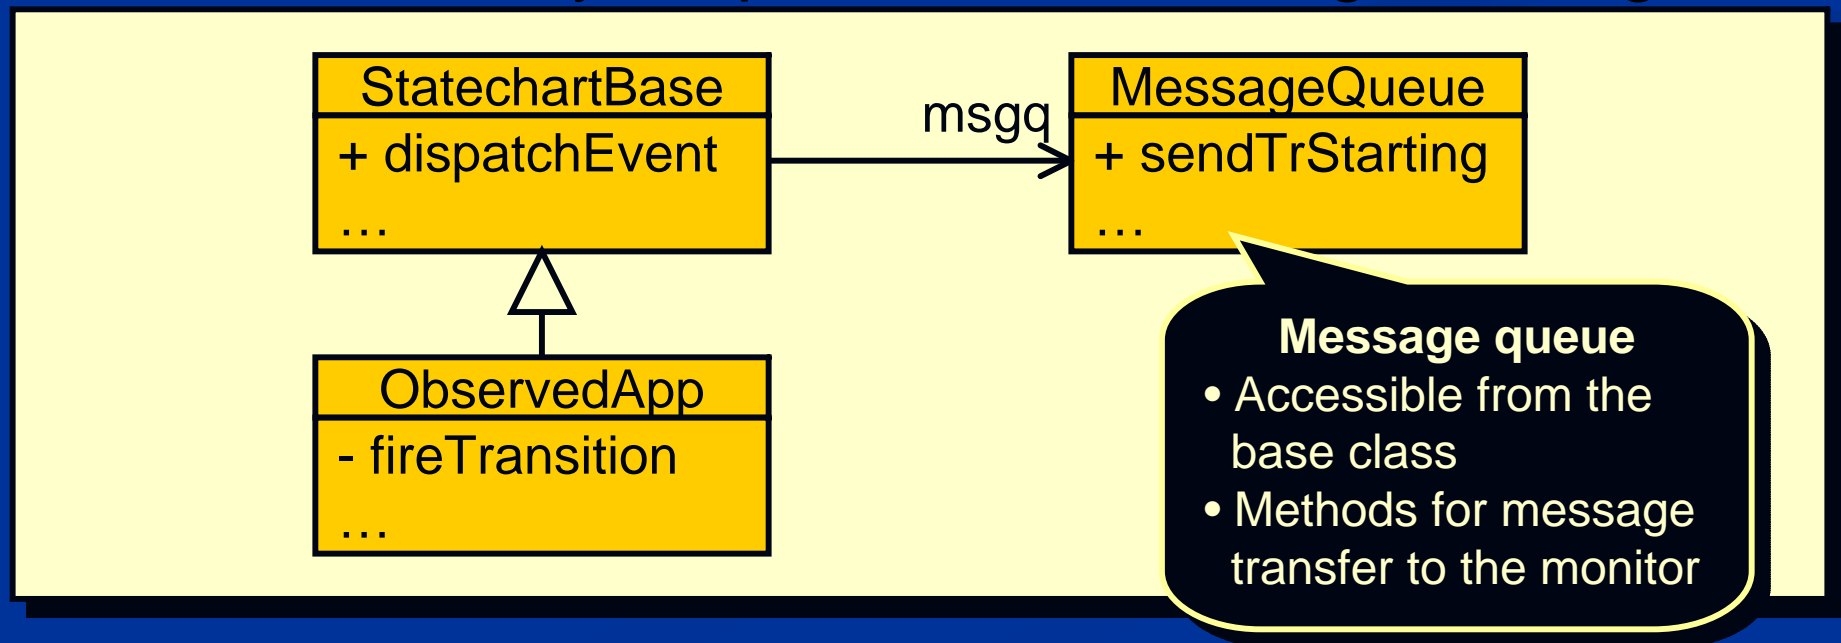 StatechartBase
+ dispatchEvent
…
msgq
MessageQueue
+ sendTrStarting
…
ObservedApp
- fireTransition
…
Message queue
• Accessible from the
base class
• Methods for message
transfer to the monitor